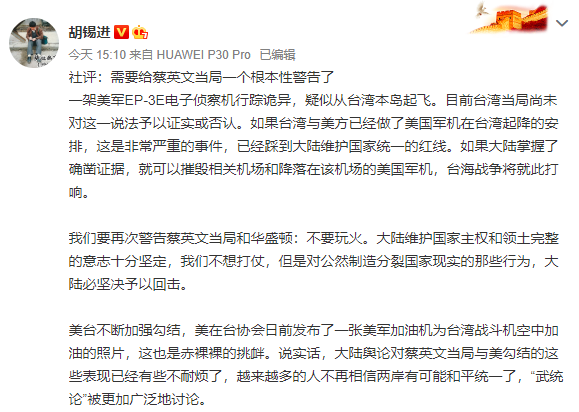 胡锡进
今天 15:10 来自 HUAWEI P30 Pro 已编辑
社评：需要给蔡英文当局一个根本性警告了
一架美军EP-3E电子侦察机行踪诡异，疑似从台湾本岛起飞。目前台湾当局尚未
对这一说法予以证实或否认。如果台湾与美方已经做了美国军机在台湾起降的安
排，这是非常严重的事件，已经踩到大陆维护国家统一的红线。如果大陆掌握了
确凿证据，就可以摧毁相关机场和降落在该机场的美国军机，台海战争将就此打
响。
我们要再次警告蔡英文当局和华盛顿：不要玩火。大陆维护国家主权和领土完整
的意志十分坚定，我们不想打仗，但是对公然制造分裂国家现实的那些行为，大
陆必坚决予以回击。
美台不断加强勾结，美在台协会日前发布了一张美军加油机为台湾战斗机空中加
油的照片，这也是赤裸裸的挑衅。说实话，大陆舆论对蔡英文当局与美勾结的这
些表现已经有些不耐烦了，越来越多的人不再相信两岸有可能和平统一了，“武统
论”被更加广泛地讨论。